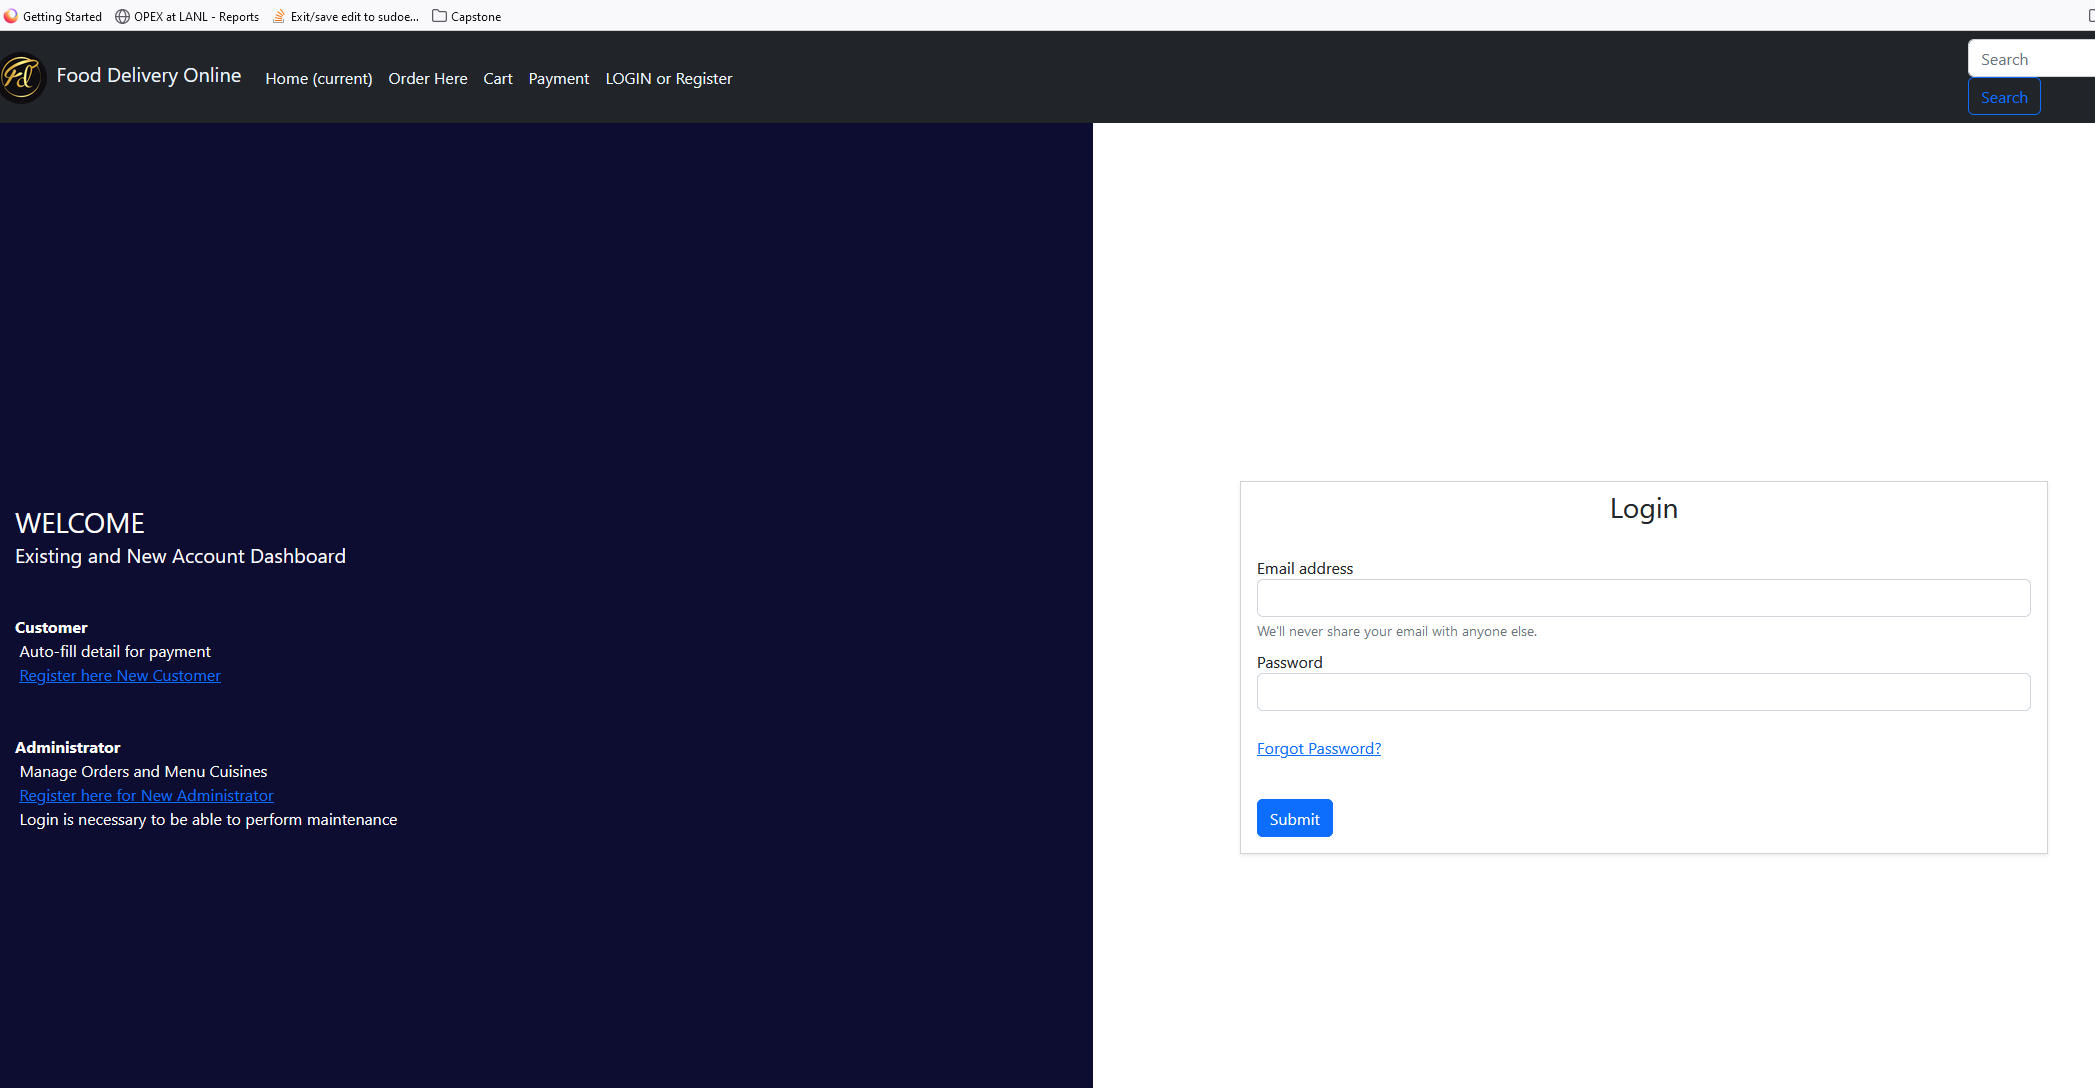 Getting Started OPEX at LANL - Reports Exit/save edit to sudoe... Capstone
Food Delivery Online Home (current) Order Here Cart Payment LOGIN or Register
Search
Search
WELCOME
Existing and New Account Dashboard
Customer
Auto-fill detail for payment
Register here New Customer
Administrator
Manage Orders and Menu Cuisines
Register here for New Administrator
Login is necessary to be able to perform maintenance
Login
Email address
We'll never share your email with anyone else.
Password
Forgot Password?
Submit